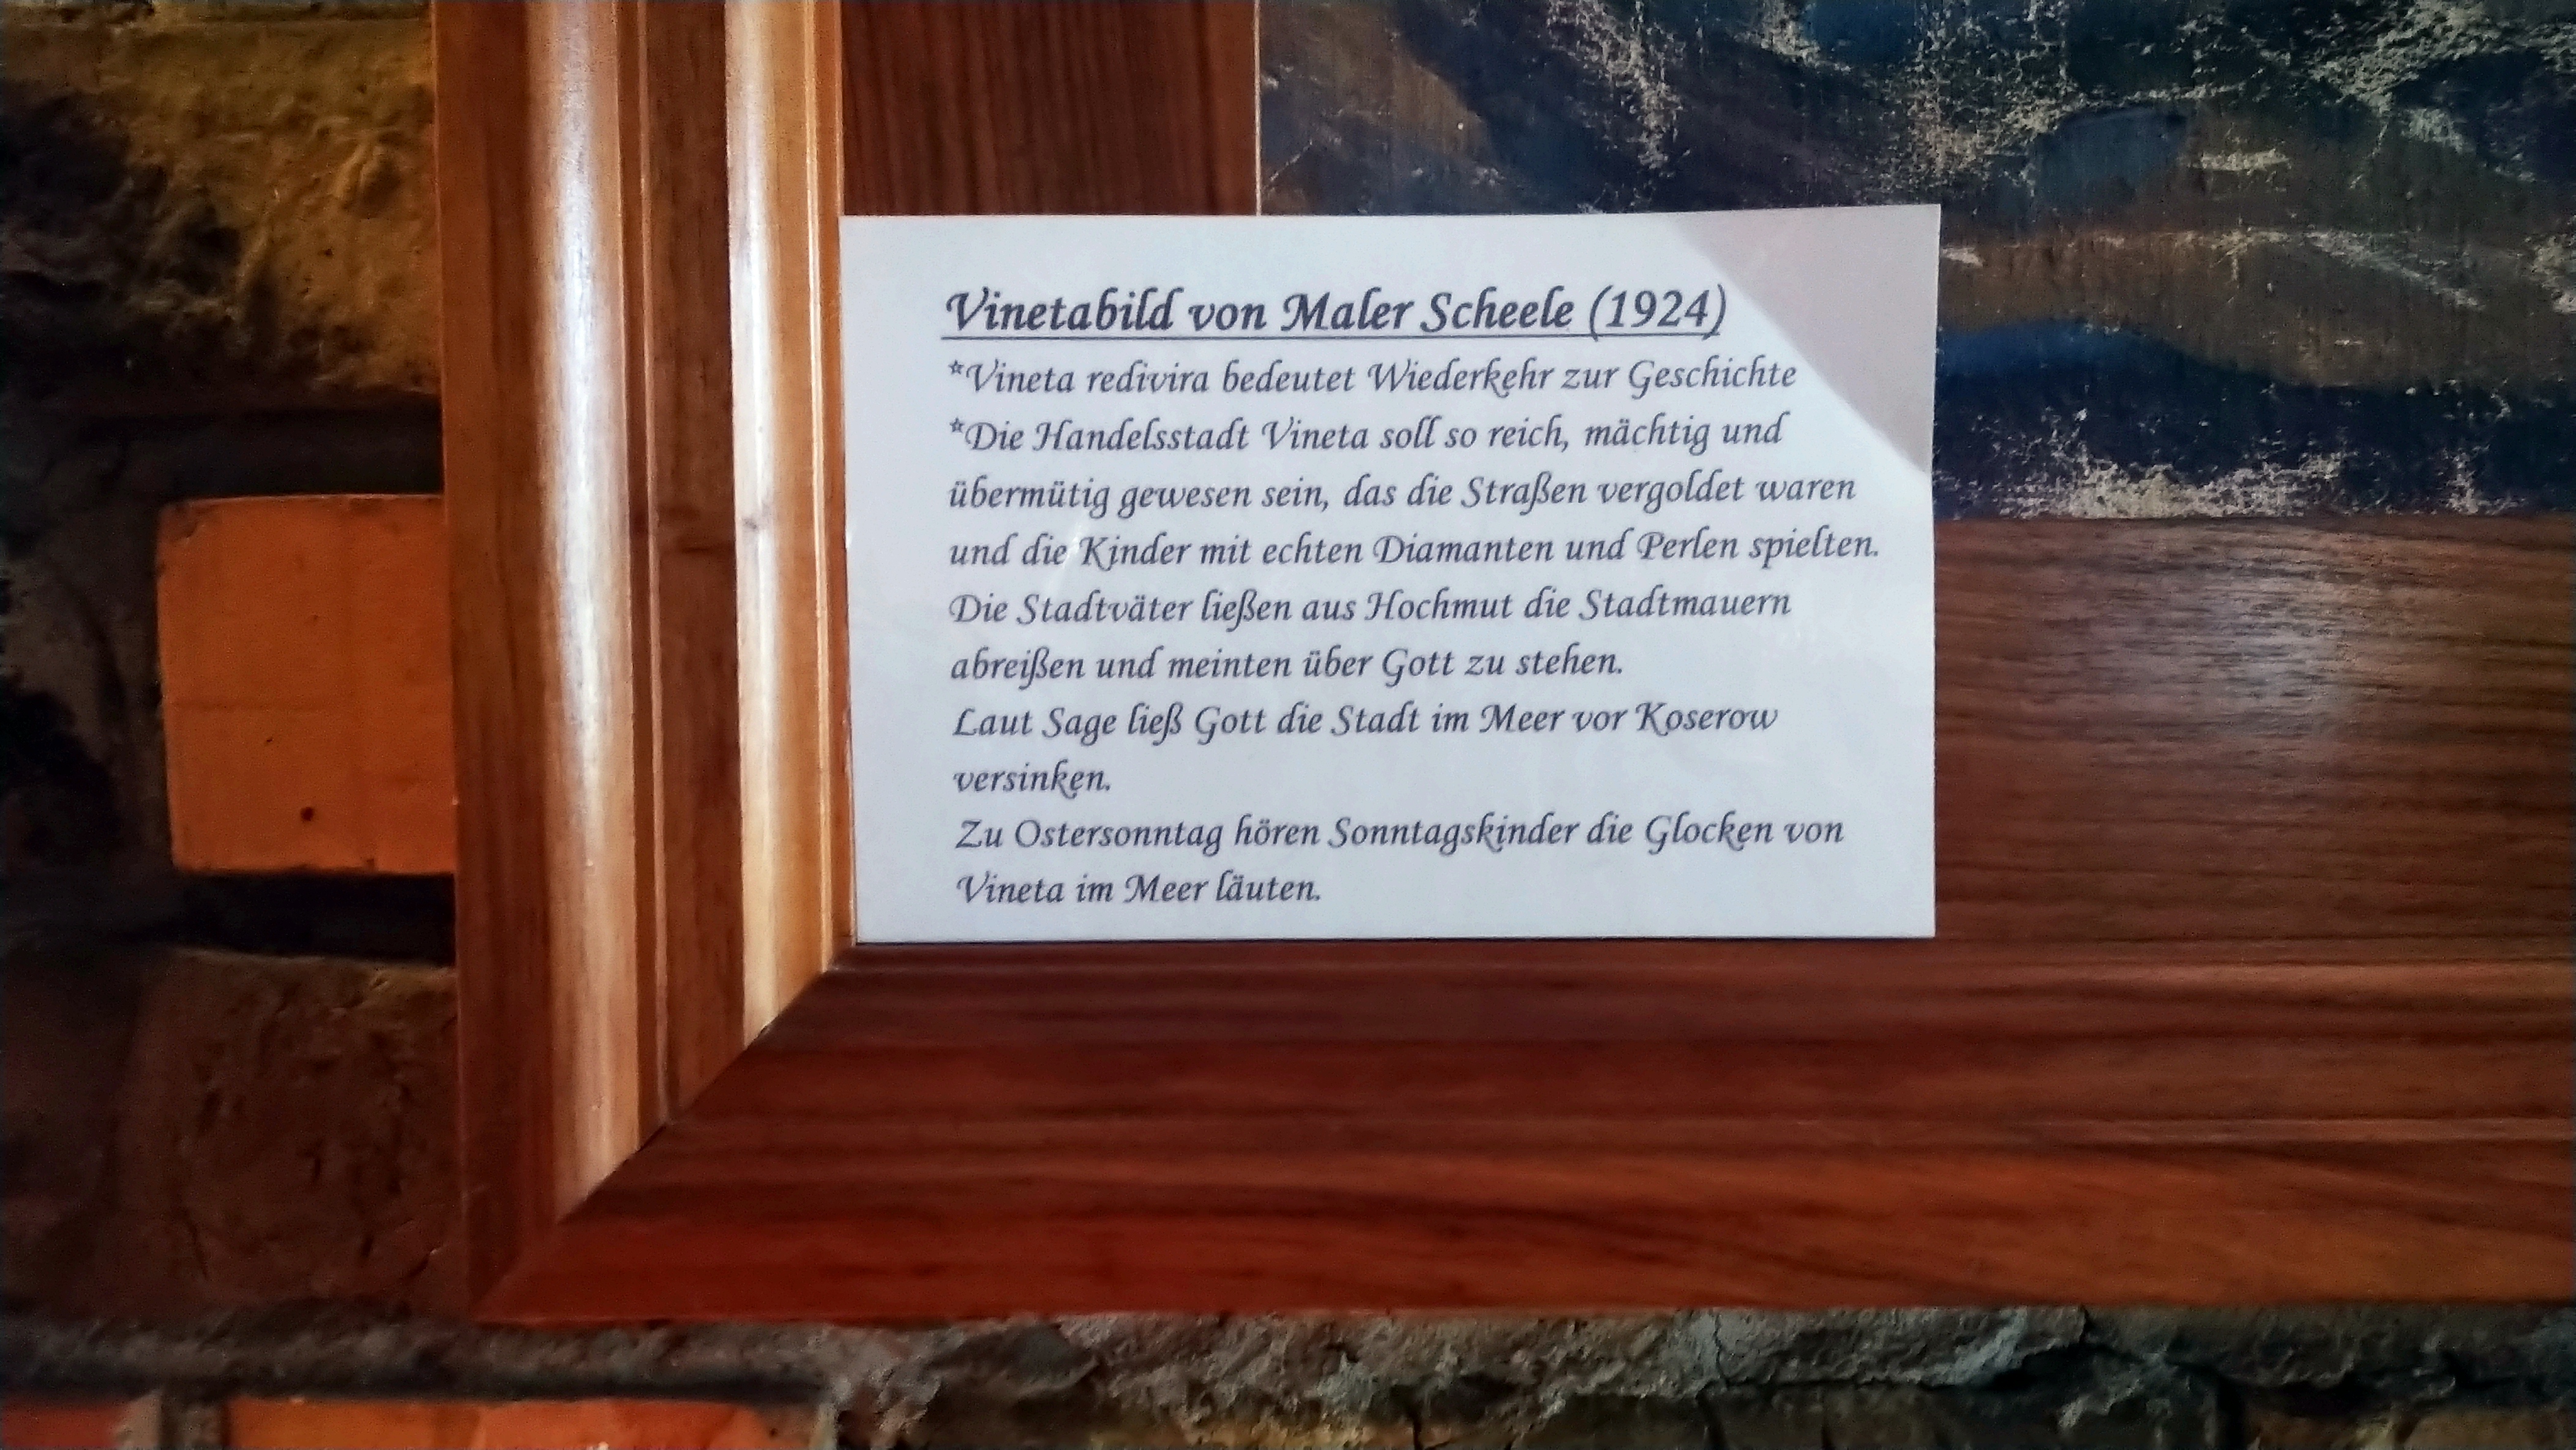 Vinetabild von Maler Scheele (1924)
*Vineta redivira bedeutet Wiederkehr zur Geschichte
*Die Handelsstadt Vineta soll so reich, mächtig und
übermütig gewesen sein, das die Straßen vergoldet waren
und die Kinder mit echten Diamanten und Perlen spielten.
Die Stadtväter ließen aus Hochmut die Stadtmauern
abreißen und meinten über Gott zu stehen.
Laut Sage ließ Gott die Stadt im Meer vor Koserow
versinken.
Zu Ostersonntag hören Sonntagskinder die Glocken von
Vineta im Meer läuten.